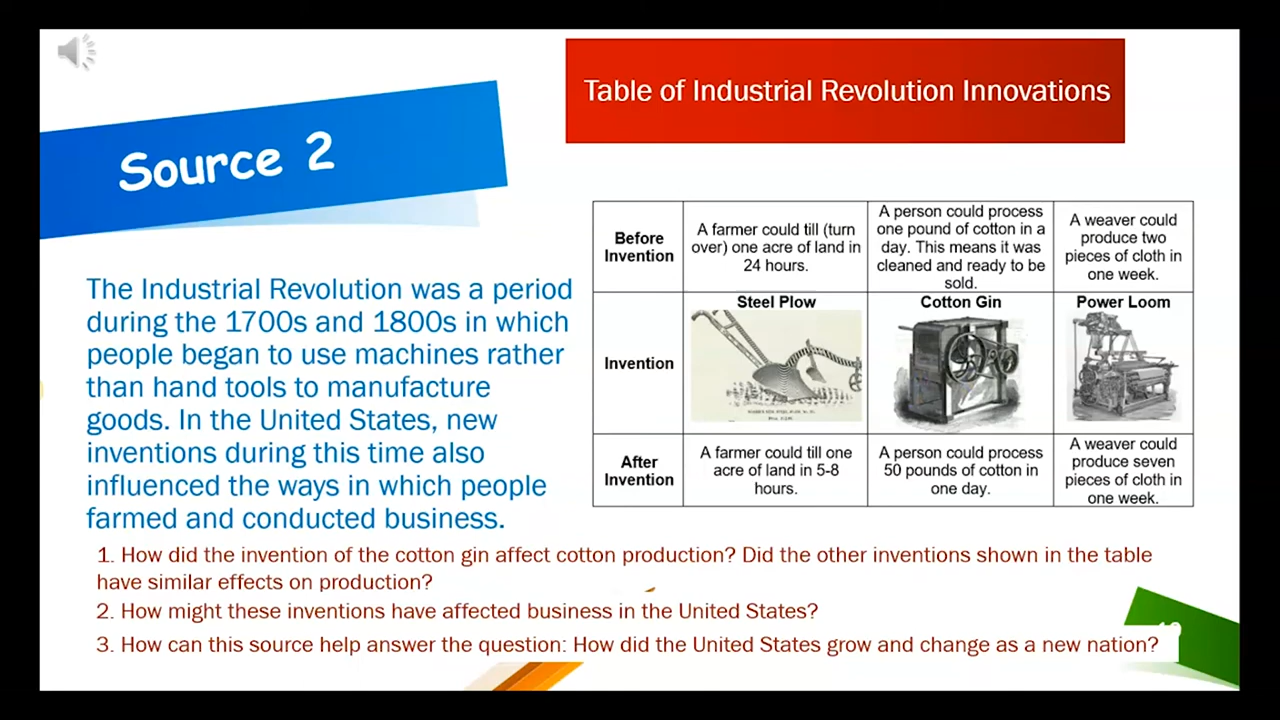 Table of Industrial Revolution Innovations
Source 2
The Industrial Revolution was a period
during the 1700s and 1800s in which
people began to use machines rather
than hand tools to manufacture
goods. In the United States, new
inventions during this time also
influenced the ways in which people
farmed and conducted business.
Before
Invention
A farmer could till (turn
over) one acre of land in
24 hours.
A person could process
one pound of cotton in a
day. This means it was
cleaned and ready to be
sold.
A weaver could
produce two
pieces of cloth in
one week.
Invention
Steel Plow
Cotton Gin
Power Loom
After
Invention
A farmer could till one
acre of land in 5-8
hours.
A person could process
50 pounds of cotton in
one day.
A weaver could
produce seven
pieces of cloth in
one week.
1. How did the invention of the cotton gin affect cotton production? Did the other inventions shown in the table
have similar effects on production?
2. How might these inventions have affected business in the United States?
3. How can this source help answer the question: How did the United States grow and change as a new nation?